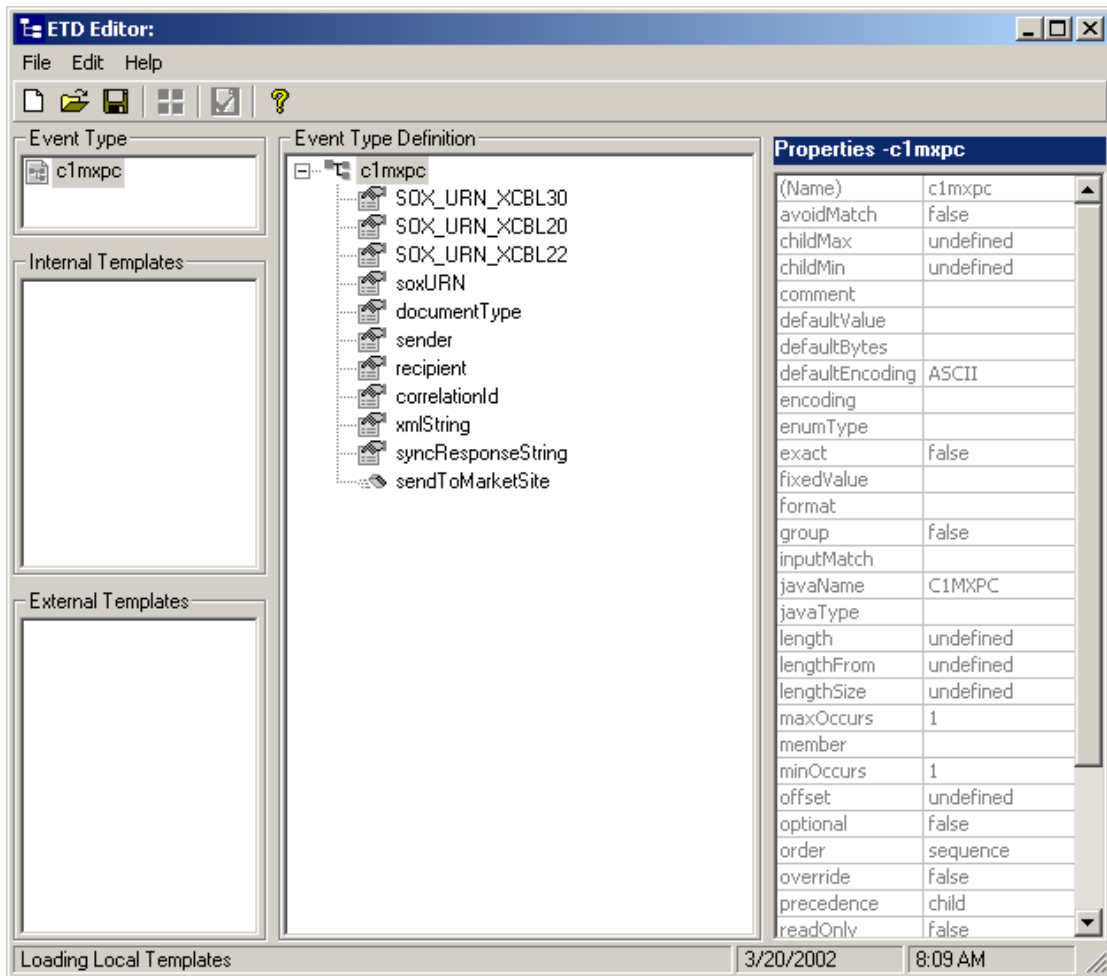 ETD Editor:
File Edit Help
Event Type
c1mxpc
Internal Templates
External Templates
Event Type Definition
c1mxpc
SOX_URN_XCBL30
SOX_URN_XCBL20
SOX_URN_XCBL22
soxURN
documentType
sender
recipient
correlationId
xmlString
syncResponseString
sendToMarketSite
Properties -c1mxpc
(Name) c1mxpc
avoidMatch false
childMax undefined
childMin undefined
comment
defaultValue
defaultBytes
defaultEncoding ASCII
encoding
enumType
exact false
fixedValue
format
group false
inputMatch
javaName C1MXPC
javaType
length undefined
lengthFrom undefined
lengthSize undefined
maxOccurs 1
member
minOccurs 1
offset undefined
optional false
order sequence
override false
precedence child
readOnly false
Loading Local Templates 3/20/2002 8:09 AM